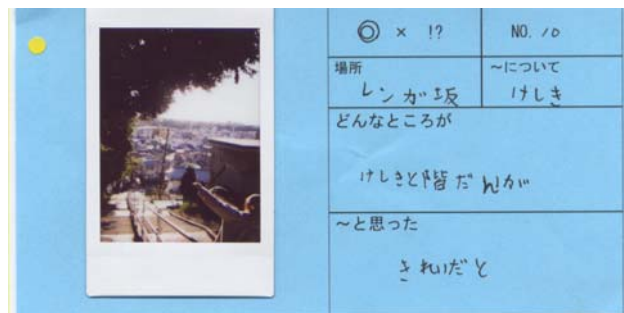 ◎ × !? NO. 10
場所 ~について
レンガ坂 けしき
どんなところが
けしきと階だんが
~と思った
きれいだと